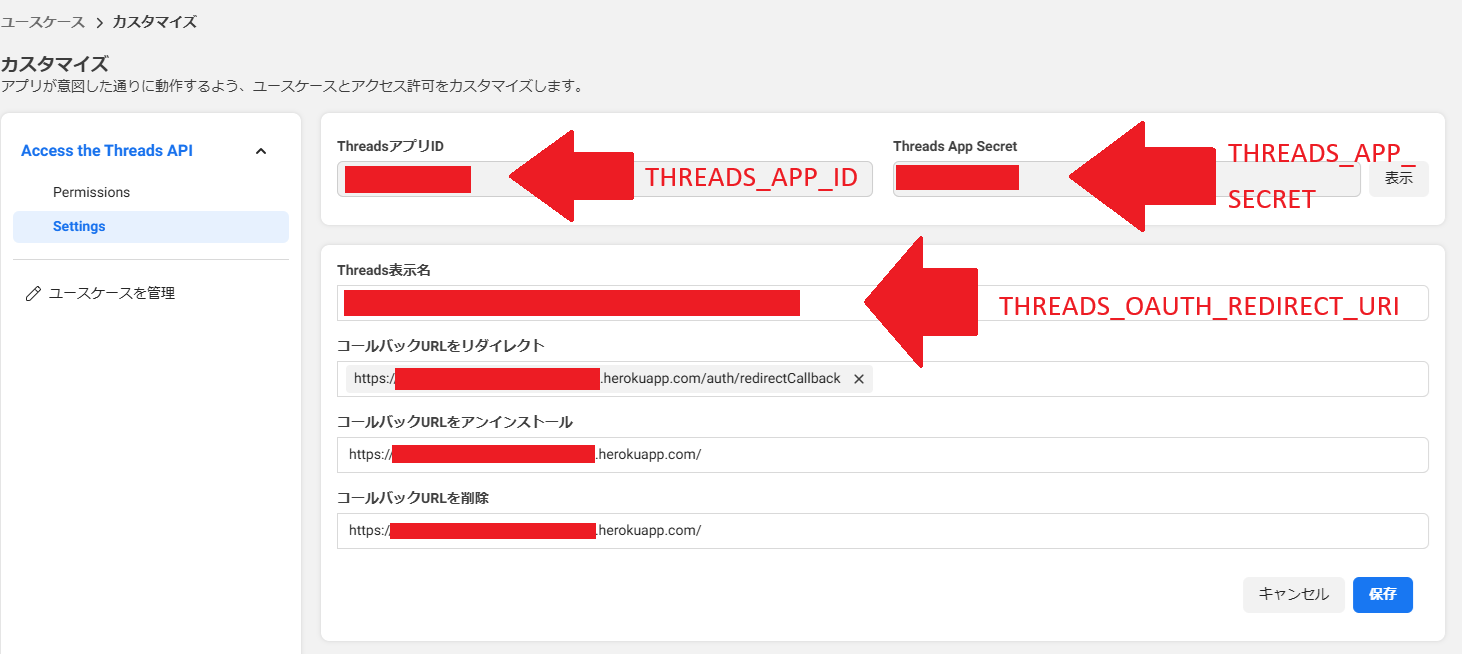 ユースケース > カスタマイズ
カスタマイズ
アプリが意図した通りに動作するよう、ユースケースとアクセス許可をカスタマイズします。
Access the Threads API
Permissions
Settings
ユースケースを管理
ThreadsアプリID
THREADS_APP_ID
Threads App Secret
THREADS_APP_
SECRET
表示
Threads表示名
THREADS_OAUTH_REDIRECT_URI
コールバックURLをリダイレクト
https:/ .herokuapp.com/auth/redirectCallback ×
コールバックURLをアンインストール
https:// .herokuapp.com/
コールバックURLを削除
https:/ .herokuapp.com/
キャンセル 保存